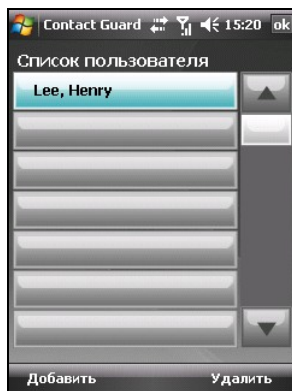 Contact Guard 15:20 ok
Список пользователя
Lee, Henry
Добавить Удалить